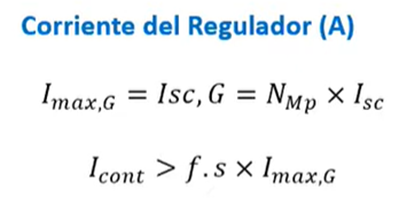 Corriente del Regulador (A)
I_{max,G} = Isc, G = N_{Mp} × I_{sc}
I_{cont} > f.s × I_{max,G}